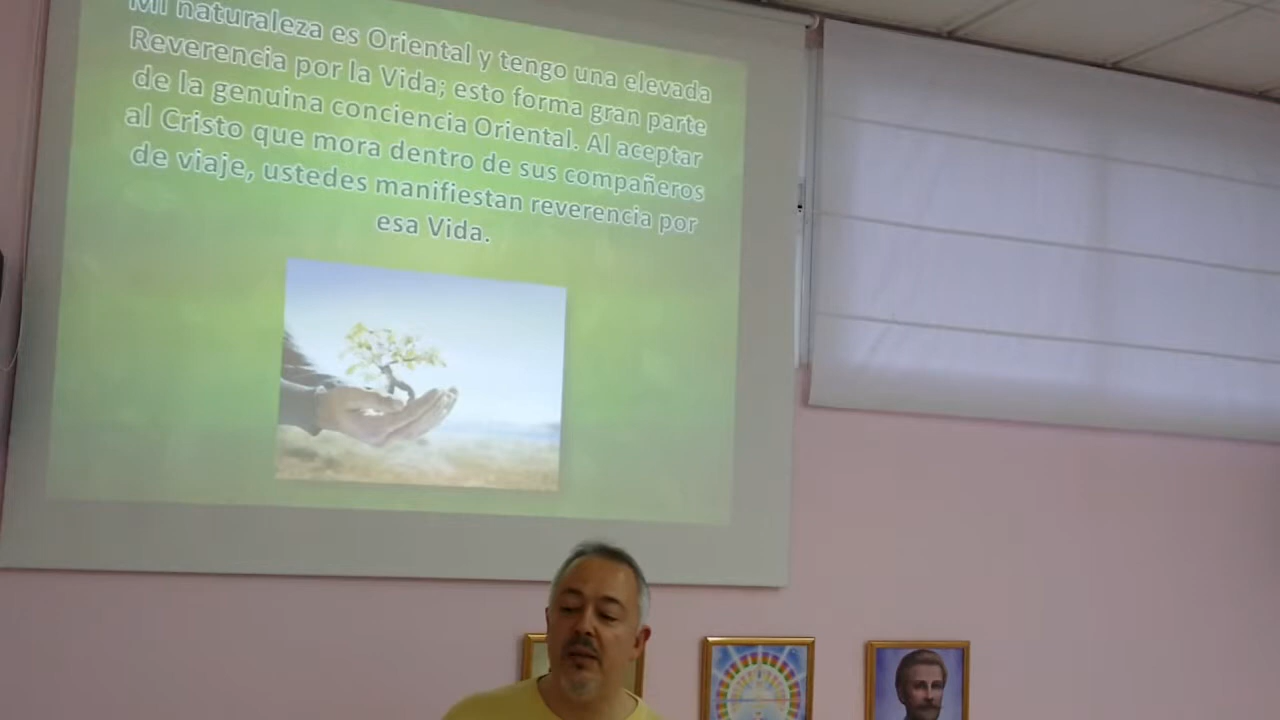 Mi naturaleza es Oriental y tengo una elevada
Reverencia por la Vida; esto forma gran parte
de la genuina conciencia Oriental. Al aceptar
al Cristo que mora dentro de sus compañeros
de viaje, ustedes manifiestan reverencia por
esa Vida.